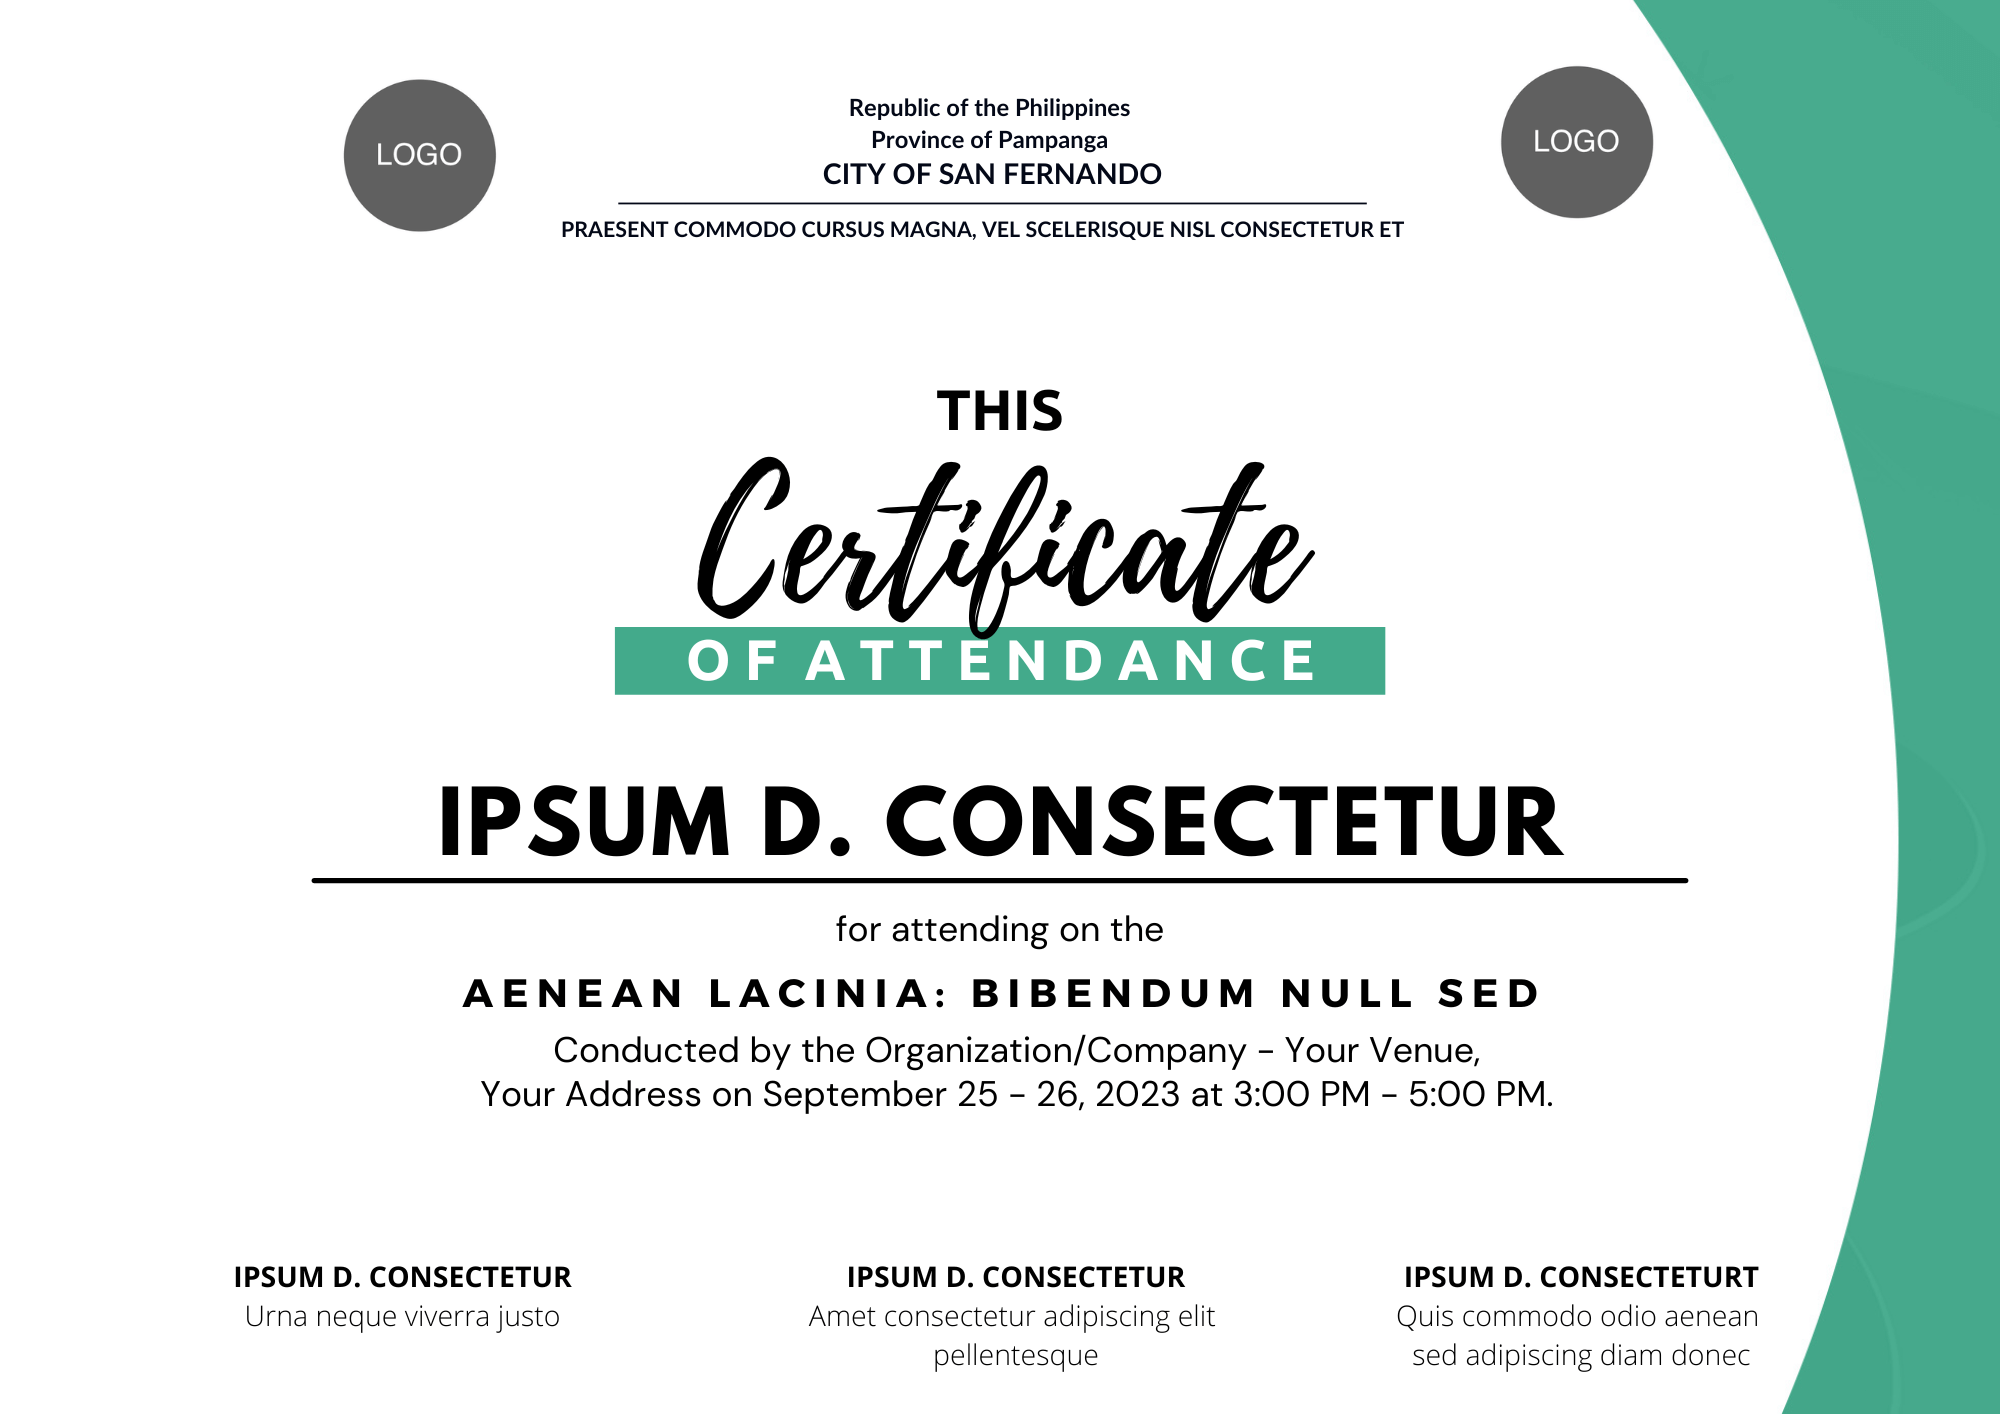 LOGO
LOGO
Republic of the Philippines
Province of Pampanga
CITY OF SAN FERNANDO
PRAESENT COMMODO CURSUS MAGNA, VEL SCELERISQUE NISL CONSECTETUR ET
THIS
Certificate
OF ATTENDANCE
IPSUM D. CONSECTETUR
for attending on the
AENEAN LACINIA: BIBENDUM NULL SED
Conducted by the Organization/Company - Your Venue,
Your Address on September 25 - 26, 2023 at 3:00 PM - 5:00 PM.
IPSUM D. CONSECTETUR
Urna neque viverra justo
IPSUM D. CONSECTETUR
Amet consectetur adipiscing elit
pellentesque
IPSUM D. CONSECTETURT
Quis commodo odio aenean
sed adipiscing diam donec